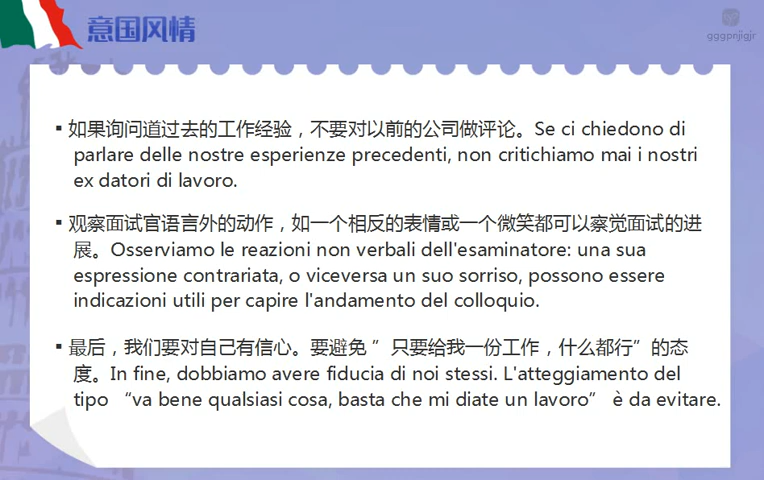 意国风情
gggpnjigjr
▪ 如果询问道过去的工作经验，不要对以前的公司做评论。Se ci chiedono di
parlare delle nostre esperienze precedenti, non critichiamo mai i nostri
ex datori di lavoro.
▪ 观察面试官语言外的动作，如一个相反的表情或一个微笑都可以察觉面试的进
展。Osserviamo le reazioni non verbali dell'esaminatore: una sua
espressione contrariata, o viceversa un suo sorriso, possono essere
indicazioni utili per capire l'andamento del colloquio.
▪ 最后，我们要对自己有信心。要避免 ”只要给我一份工作，什么都行”的态
度。In fine, dobbiamo avere fiducia di noi stessi. L'atteggiamento del
tipo “va bene qualsiasi cosa, basta che mi diate un lavoro” è da evitare.